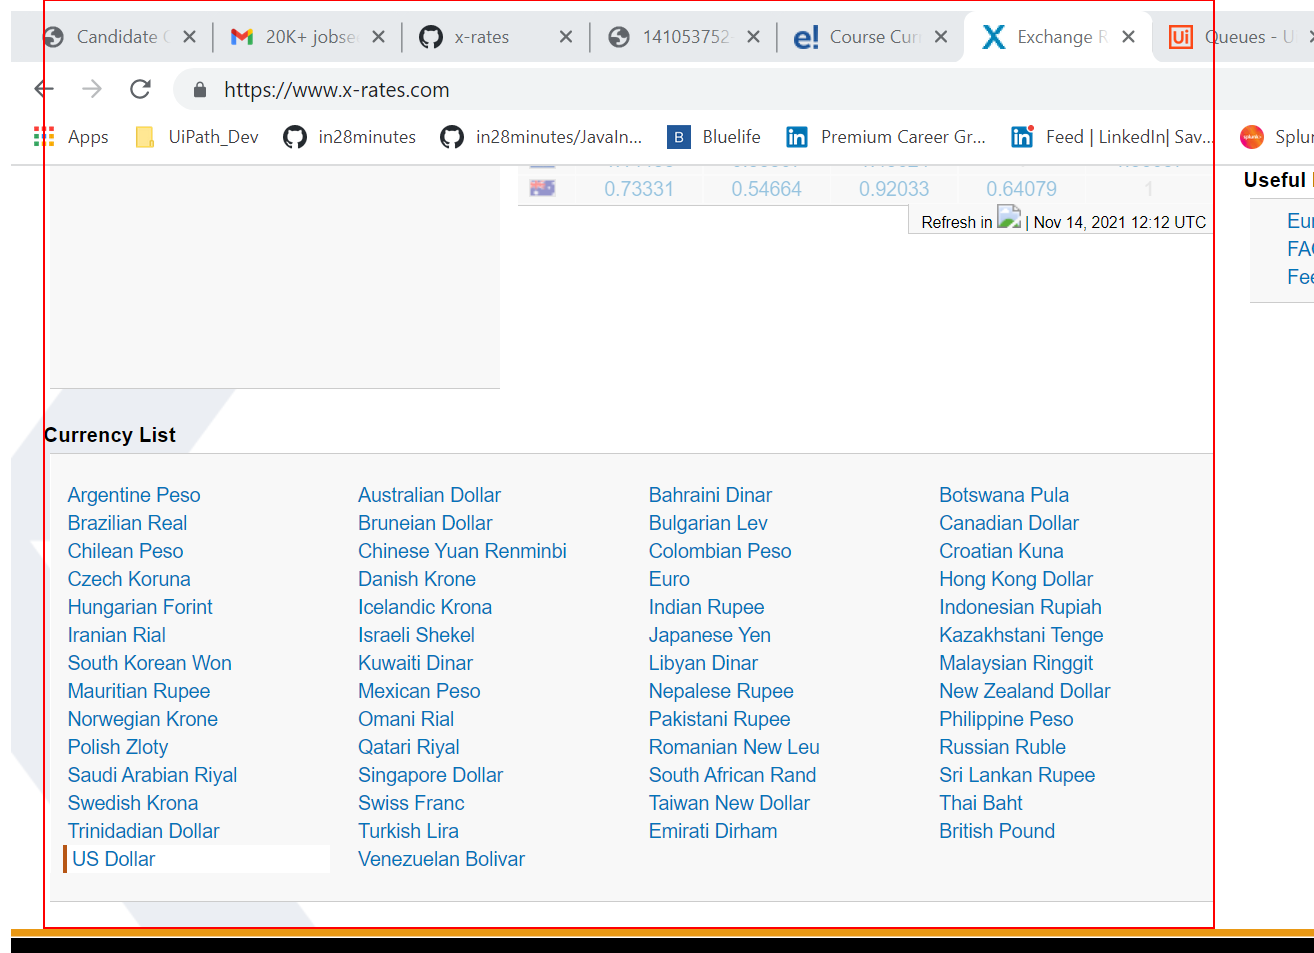 Candidate 20K+ jobse x-rates 141053752 Course Cur Exchange R Queues - U
https://www.x-rates.com
Apps UiPath_Dev in28minutes in28minutes/JavaIn... B Bluelife Premium Career Gr... Feed | LinkedIn| Sav... Splun
0.73331 0.54664 0.92033 0.64079 1
Useful
Refresh in | Nov 14, 2021 12:12 UTC
Eur
FAQ
Fee
Currency List
Argentine Peso Australian Dollar Bahraini Dinar Botswana Pula
Brazilian Real Bruneian Dollar Bulgarian Lev Canadian Dollar
Chilean Peso Chinese Yuan Renminbi Colombian Peso Croatian Kuna
Czech Koruna Danish Krone Euro Hong Kong Dollar
Hungarian Forint Icelandic Krona Indian Rupee Indonesian Rupiah
Iranian Rial Israeli Shekel Japanese Yen Kazakhstani Tenge
South Korean Won Kuwaiti Dinar Libyan Dinar Malaysian Ringgit
Mauritian Rupee Mexican Peso Nepalese Rupee New Zealand Dollar
Norwegian Krone Omani Rial Pakistani Rupee Philippine Peso
Polish Zloty Qatari Riyal Romanian New Leu Russian Ruble
Saudi Arabian Riyal Singapore Dollar South African Rand Sri Lankan Rupee
Swedish Krona Swiss Franc Taiwan New Dollar Thai Baht
Trinidadian Dollar Turkish Lira Emirati Dirham British Pound
US Dollar Venezuelan Bolivar